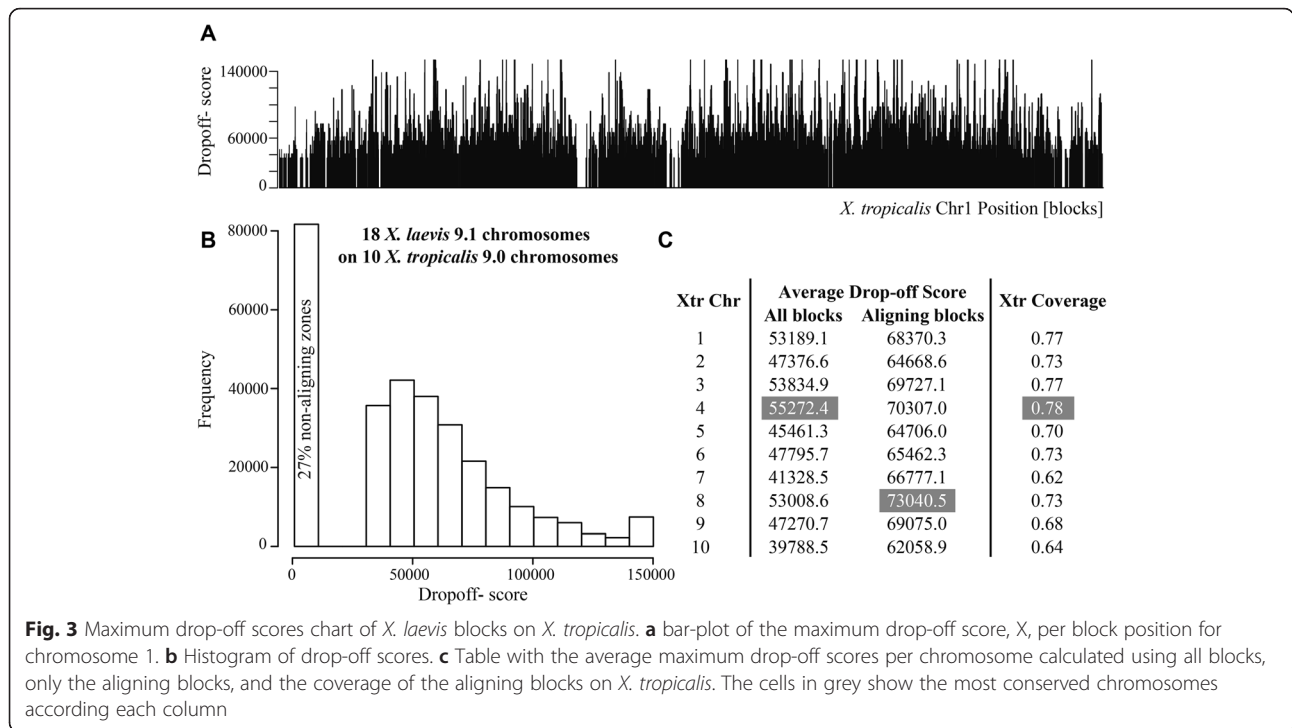 A
Dropoff- score
140000
60000
0
X. tropicalis Chr1 Position [blocks]
B
18 X. laevis 9.1 chromosomes
on 10 X. tropicalis 9.0 chromosomes
Frequency
80000
60000
40000
20000
0
27% non-aligning zones
0 50000 100000 150000
Dropoff- score
C
Xtr Chr Average Drop-off Score Xtr Coverage
All blocks Aligning blocks
1 53189.1 68370.3 0.77
2 47376.6 64668.6 0.73
3 53834.9 69727.1 0.77
4 55272.4 70307.0 0.78
5 45461.3 64706.0 0.70
6 47795.7 65462.3 0.73
7 41328.5 66777.1 0.62
8 53008.6 73040.5 0.73
9 47270.7 69075.0 0.68
10 39788.5 62058.9 0.64
Fig. 3 Maximum drop-off scores chart of X. laevis blocks on X. tropicalis. a bar-plot of the maximum drop-off score, X, per block position for
chromosome 1. b Histogram of drop-off scores. c Table with the average maximum drop-off scores per chromosome calculated using all blocks,
only the aligning blocks, and the coverage of the aligning blocks on X. tropicalis. The cells in grey show the most conserved chromosomes
according each column